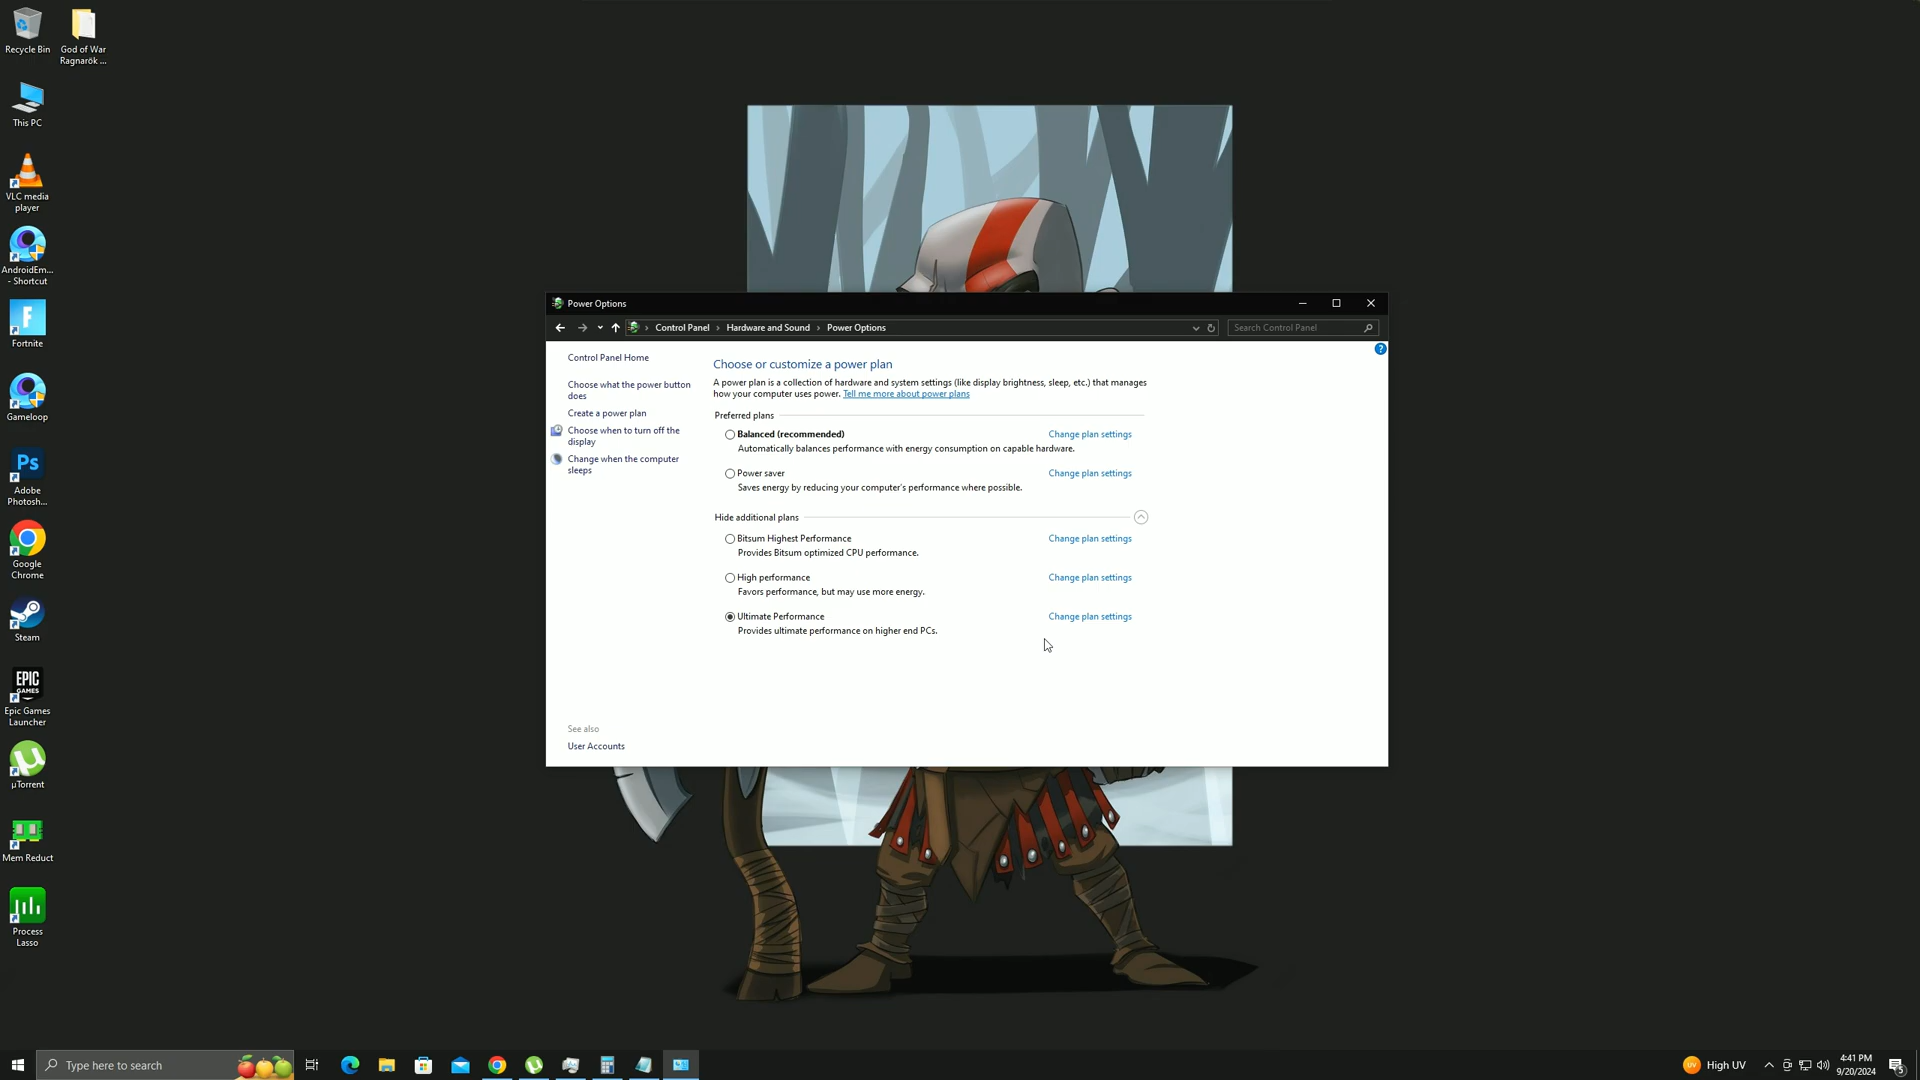 Recycle Bin
God of War
Ragnarök ...
This PC
VLC media
player
AndroidEm...
- Shortcut
Fortnite
Gameloop
Ps
Adobe
Photosh...
Google
Chrome
Steam
EPIC
GAMES
Epic Games
Launcher
µTorrent
Mem Reduct
Process
Lasso
Power Options
Control Panel › Hardware and Sound › Power Options
Search Control Panel
Control Panel Home
Choose what the power button
does
Create a power plan
Choose when to turn off the
display
Change when the computer
sleeps
See also
User Accounts
Choose or customize a power plan
A power plan is a collection of hardware and system settings (like display brightness, sleep, etc.) that manages
how your computer uses power. Tell me more about power plans
Preferred plans
Balanced (recommended) Change plan settings
Automatically balances performance with energy consumption on capable hardware.
Power saver Change plan settings
Saves energy by reducing your computer's performance where possible.
Hide additional plans
Bitsum Highest Performance Change plan settings
Provides Bitsum optimized CPU performance.
High performance Change plan settings
Favors performance, but may use more energy.
Ultimate Performance Change plan settings
Provides ultimate performance on higher end PCs.
Type here to search
High UV
4:41 PM
9/20/2024
5